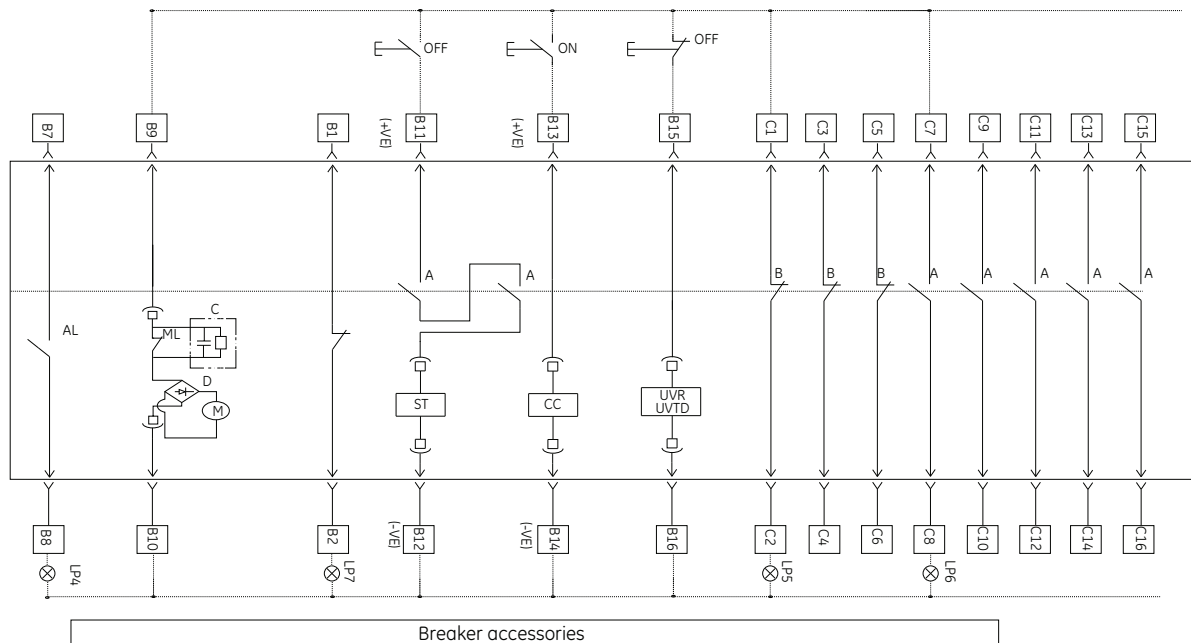 OFF
ON
OFF
B7
B9
B1
B11
(+VE)
B13
(+VE)
B15
C1
C3
C5
C7
C9
C11
C13
C15
A
A
B
B
B
A
A
A
A
A
AL
ML
C
D
M
ST
CC
UVR
UVTD
B8
B10
B2
B12
(-VE)
B14
(-VE)
B16
C2
C4
C6
C8
C10
C12
C14
C16
LP4
LP7
LP5
LP6
Breaker accessories